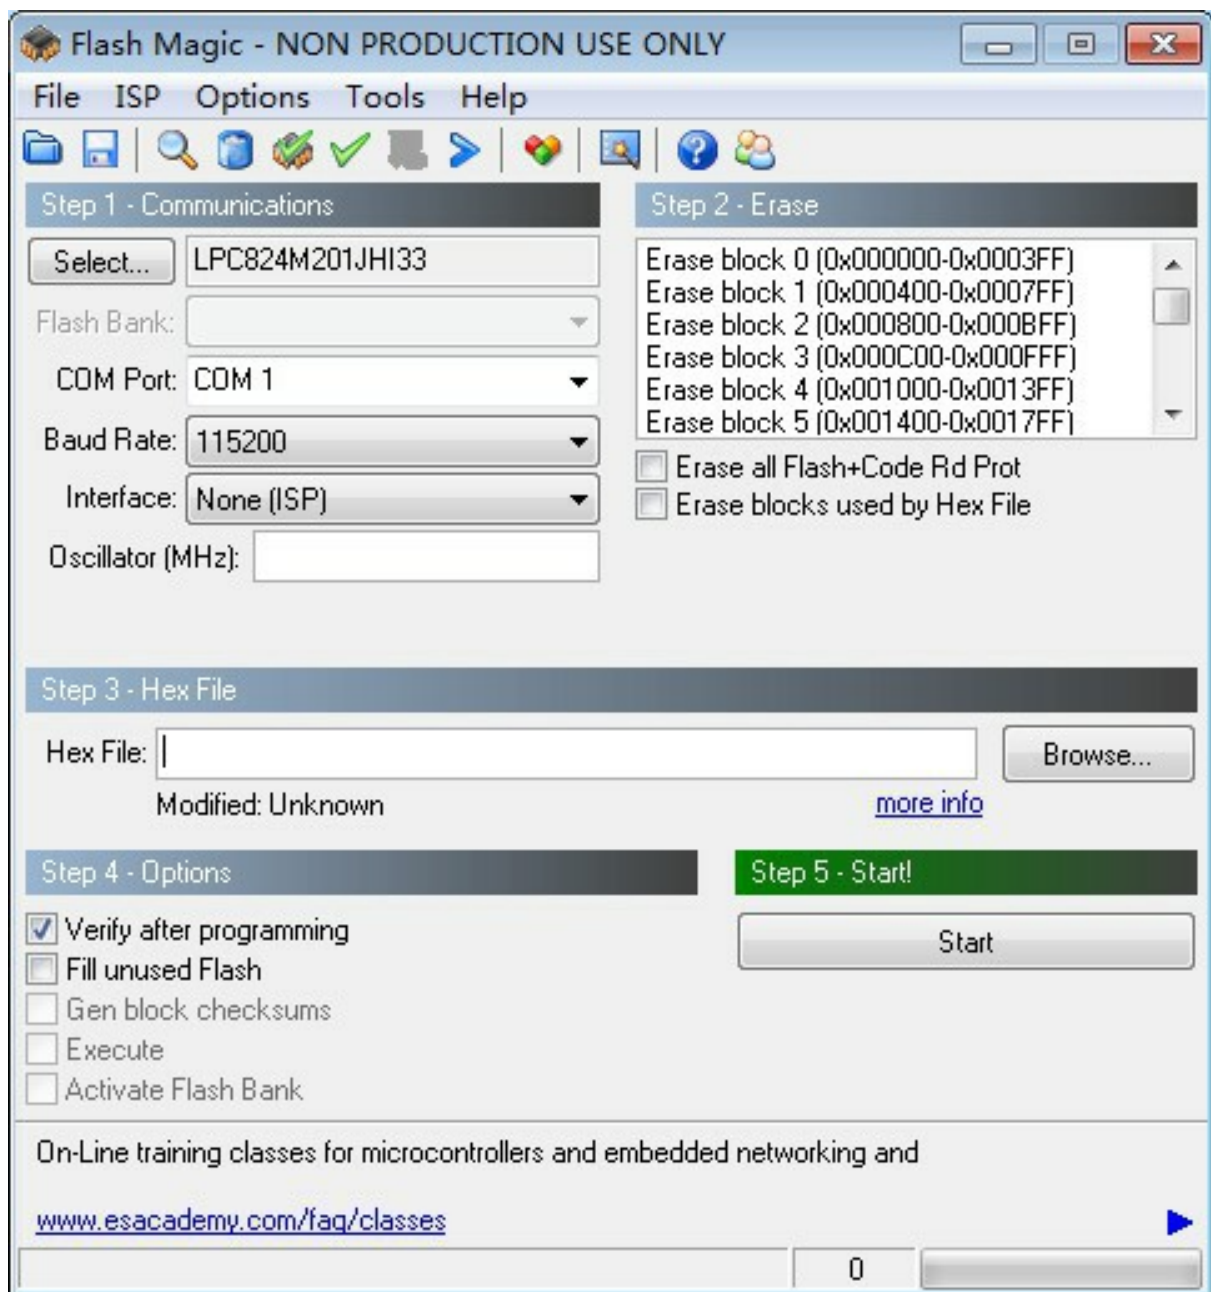 Flash Magic - NON PRODUCTION USE ONLY
File ISP Options Tools Help
Step 1 - Communications
Select... LPC824M201JHI33
Flash Bank:
COM Port: COM 1
Baud Rate: 115200
Interface: None (ISP)
Oscillator (MHz):
Step 2 - Erase
Erase block 0 (0x000000-0x0003FF)
Erase block 1 (0x000400-0x0007FF)
Erase block 2 (0x000800-0x000BFF)
Erase block 3 (0x000C00-0x000FFF)
Erase block 4 (0x001000-0x0013FF)
Erase block 5 (0x001400-0x0017FF)
Erase all Flash+Code Rd Prot
Erase blocks used by Hex File
Step 3 - Hex File
Hex File: Browse...
Modified: Unknown more info
Step 4 - Options
Verify after programming
Fill unused Flash
Gen block checksums
Execute
Activate Flash Bank
Step 5 - Start!
Start
On-Line training classes for microcontrollers and embedded networking and
www.esacademy.com/faq/classes
0